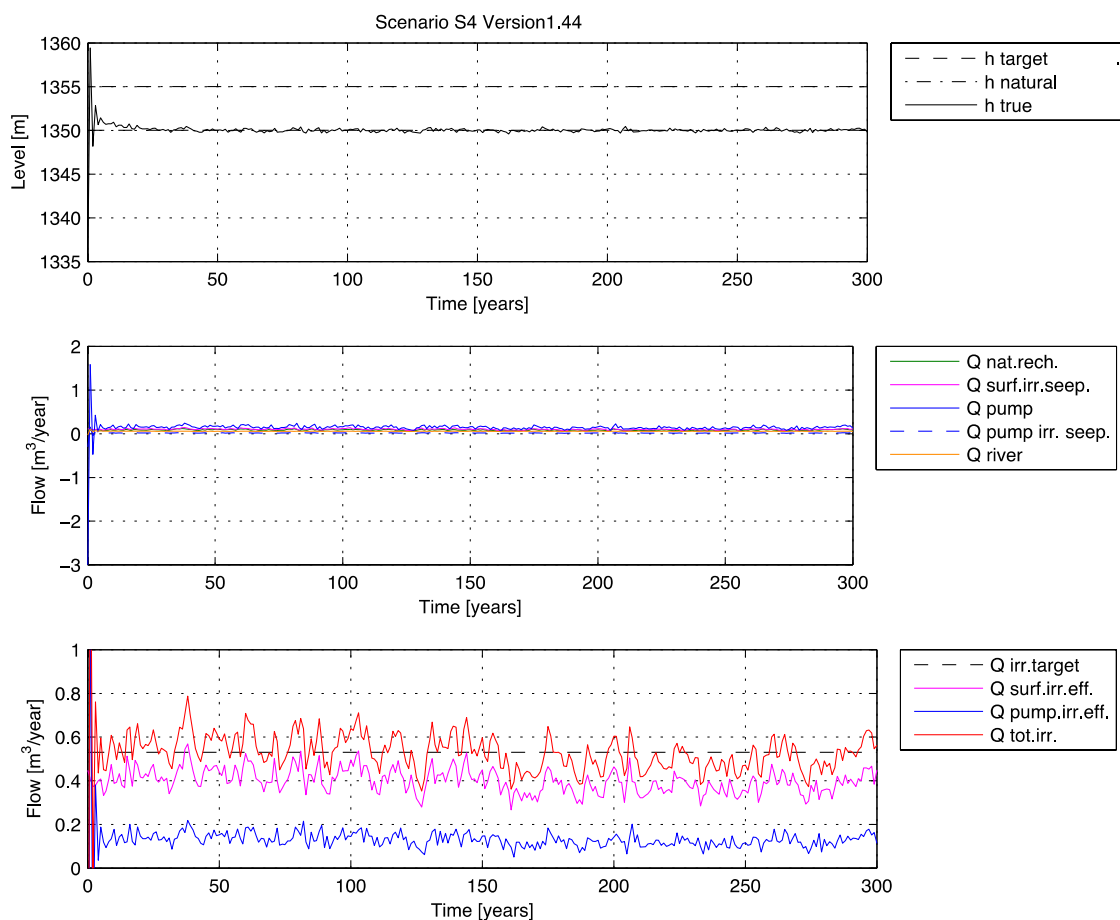 Scenario S4 Version1.44
1360
1355
1350
1345
1340
1335
Level [m]
0 50 100 150 200 250 300
Time [years]
h target
h natural
h true
2
1
0
−1
−2
−3
Flow [m³/year]
0 50 100 150 200 250 300
Time [years]
Q nat.rech.
Q surf.irr.seep.
Q pump
Q pump irr. seep.
Q river
1
0.8
0.6
0.4
0.2
0
Flow [m³/year]
0 50 100 150 200 250 300
Time [years]
Q irr.target
Q surf.irr.eff.
Q pump.irr.eff.
Q tot.irr.